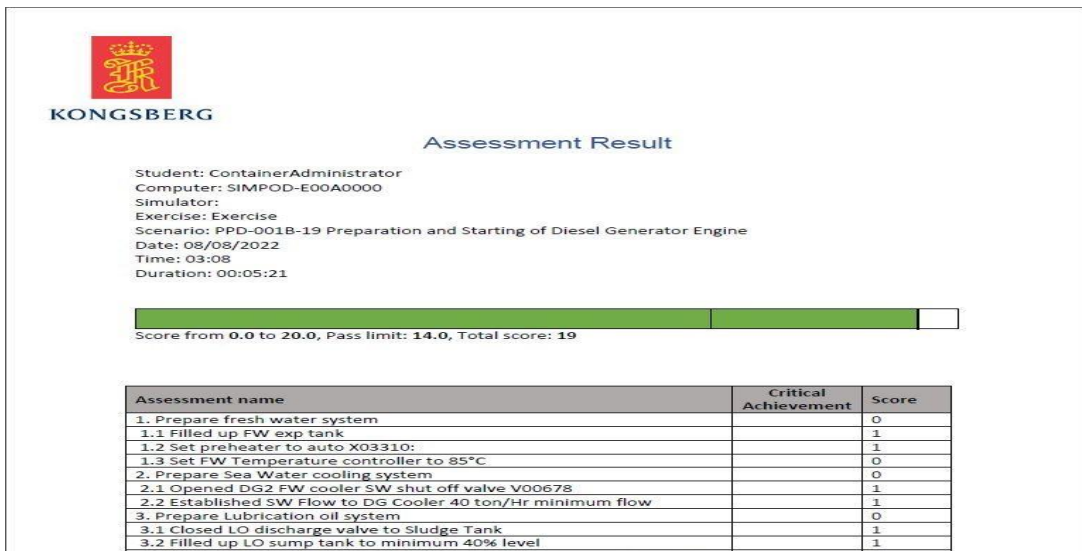 KONGSBERG
Assessment Result
Student: ContainerAdministrator
Computer: SIMPOD-E00A0000
Simulator:
Exercise: Exercise
Scenario: PPD-001B-19 Preparation and Starting of Diesel Generator Engine
Date: 08/08/2022
Time: 03:08
Duration: 00:05:21
Score from 0.0 to 20.0, Pass limit: 14.0, Total score: 19
Assessment name Critical Achievement Score
1. Prepare fresh water system 0
1.1 Filled up FW exp tank 1
1.2 Set preheater to auto X03310: 1
1.3 Set FW Temperature controller to 85°C 0
2. Prepare Sea Water cooling system 0
2.1 Opened DG2 FW cooler SW shut off valve V00678 1
2.2 Established SW Flow to DG Cooler 40 ton/Hr minimum flow 1
3. Prepare Lubrication oil system 0
3.1 Closed LO discharge valve to Sludge Tank 1
3.2 Filled up LO sump tank to minimum 40% level 1